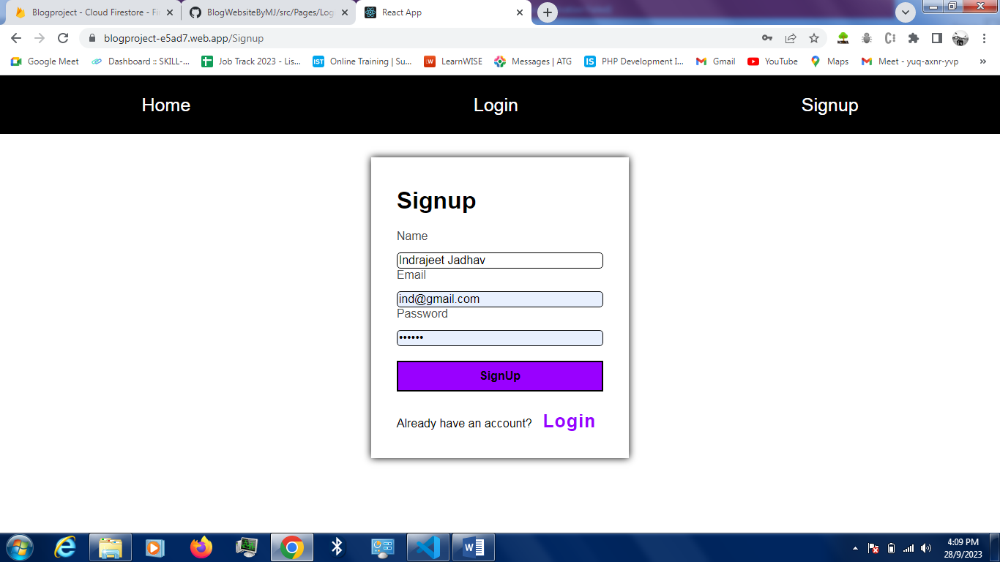 Blogproject - Cloud Firestore - Fi
BlogWebsiteByMJ/src/Pages/Log
React App
blogproject-e5ad7.web.app/Signup
Google Meet
Dashboard :: SKILL-...
Job Track 2023 - Lis...
IST
Online Training | Su...
LW
LearnWISE
Messages | ATG
IS
PHP Development I...
Gmail
YouTube
Maps
Meet - yuq-axnr-yvp
»
Home Login Signup
Signup
Name
Indrajeet Jadhav
Email
ind@gmail.com
Password
••••••
SignUp
Already have an account? Login
4:09 PM
28/9/2023